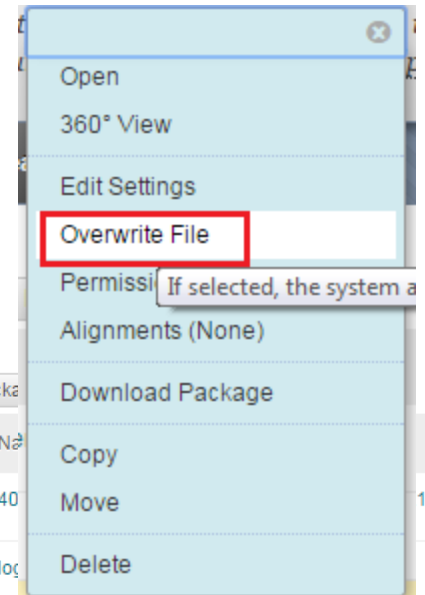 Open
360° View
Edit Settings
Overwrite File
Permissi
If selected, the system a
Alignments (None)
Download Package
Copy
Move
Delete